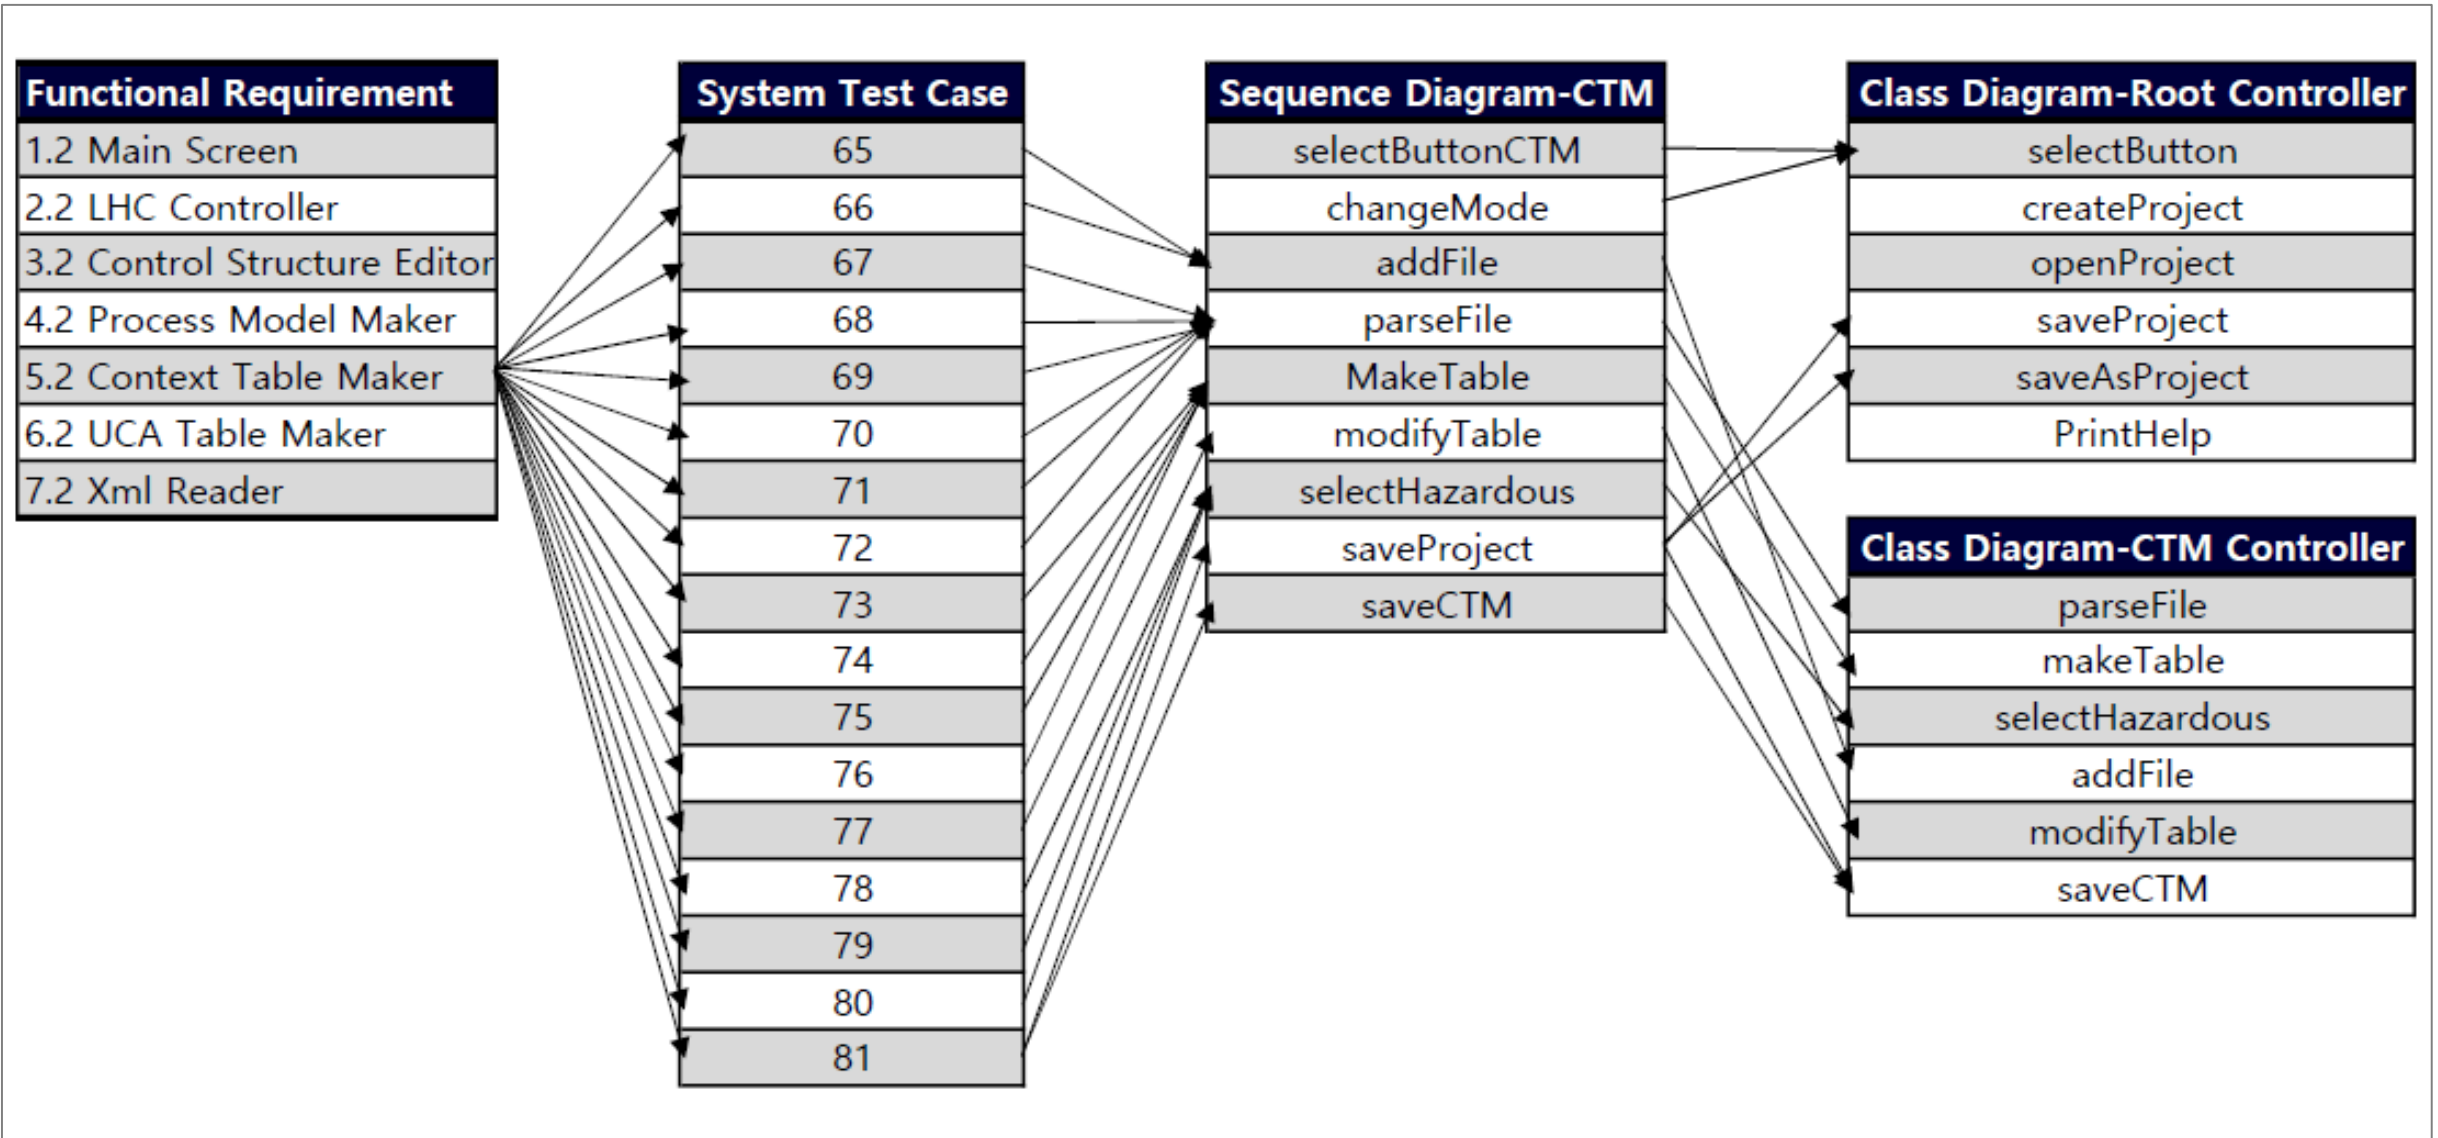 Functional Requirement
1.2 Main Screen
2.2 LHC Controller
3.2 Control Structure Editor
4.2 Process Model Maker
5.2 Context Table Maker
6.2 UCA Table Maker
7.2 Xml Reader
System Test Case
65
66
67
68
69
70
71
72
73
74
75
76
77
78
79
80
81
Sequence Diagram-CTM
selectButtonCTM
changeMode
addFile
parseFile
MakeTable
modifyTable
selectHazardous
saveProject
saveCTM
Class Diagram-Root Controller
selectButton
createProject
openProject
saveProject
saveAsProject
PrintHelp
Class Diagram-CTM Controller
parseFile
makeTable
selectHazardous
addFile
modifyTable
saveCTM